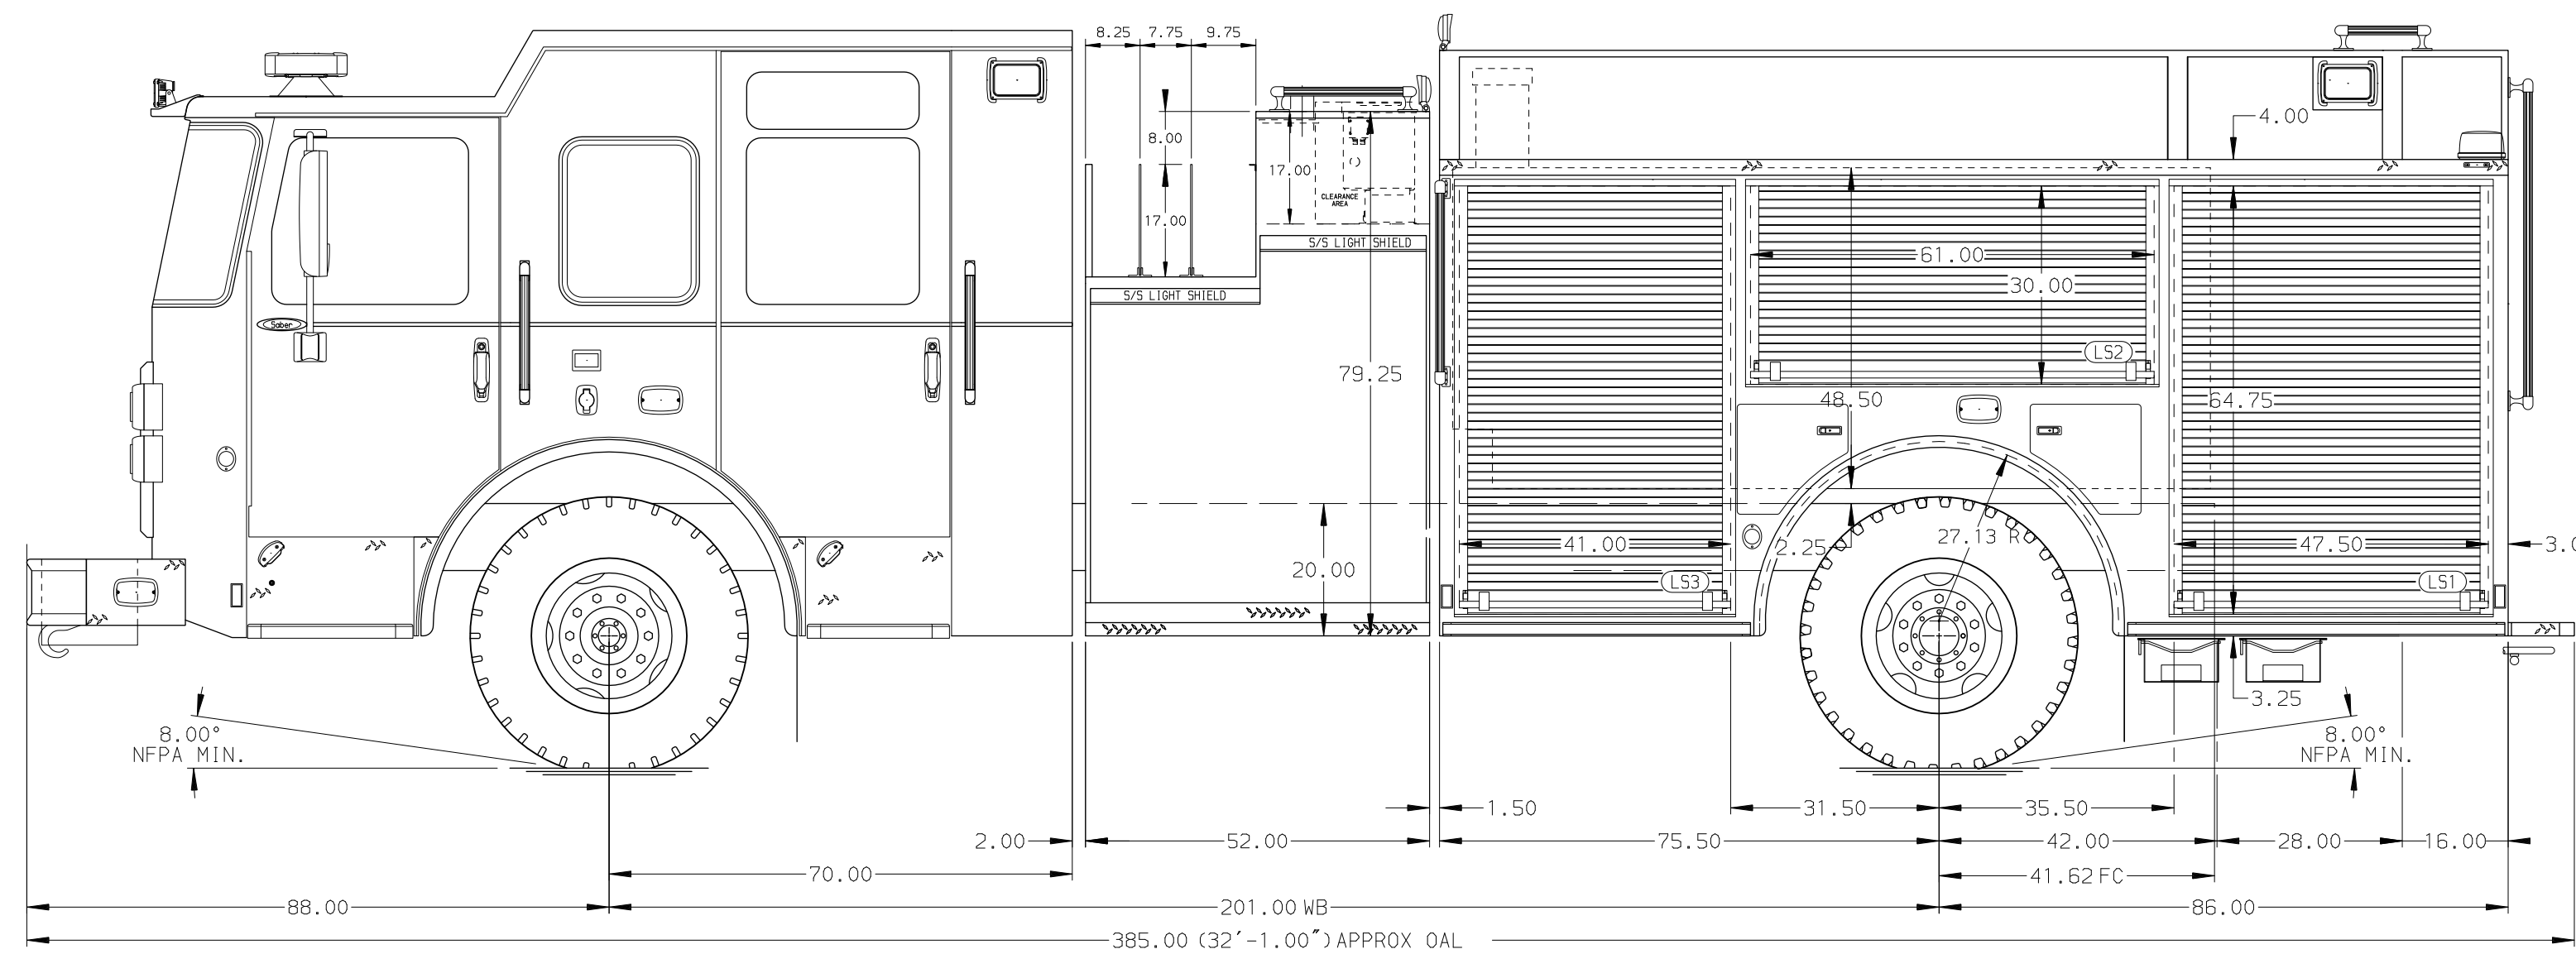 8.25
7.75
9.75
4.00
8.00
17.00
CLEARANCE
AREA
17.00
S/S LIGHT SHIELD
61.00
30.00
S/S LIGHT SHIELD
Saber
LS2
79.25
48.50
64.75
27.13 R
2.25
41.00
47.50
20.00
LS3
LS1
3.25
8.00°
NFPA MIN.
8.00°
NFPA MIN.
1.50
31.50
35.50
2.00
52.00
75.50
42.00
28.00
16.00
70.00
41.62 FC
88.00
201.00 WB
86.00
385.00 (32'-1.00") APPROX OAL